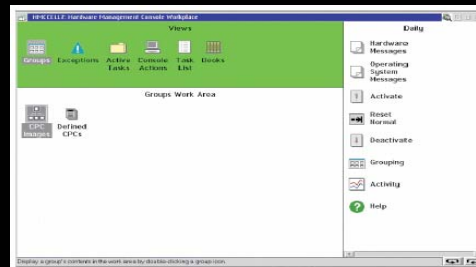 HMCCELLI: Hardware Management Console Workplace
Views
Groups
Exceptions
Active
Tasks
Console
Actions
Task
List
Books
Groups Work Area
CPC
Images
Defined
CPCs
Daily
Hardware
Messages
Operating
System
Messages
Activate
Reset
Normal
Deactivate
Grouping
Activity
Help
Display a group's contents in the work area by double-clicking a group icon.